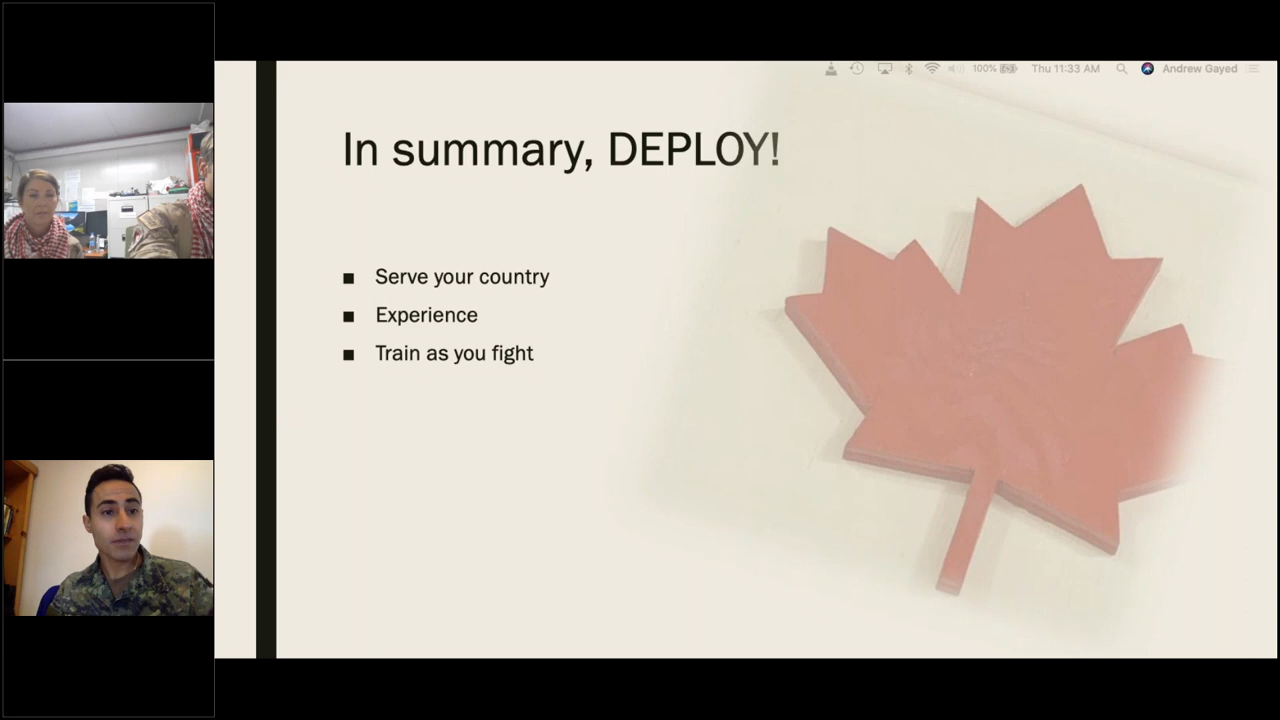 100% Thu 11:33 AM Andrew Gayed
In summary, DEPLOY!
■ Serve your country
■ Experience
■ Train as you fight